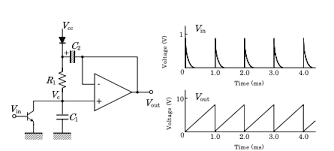 Vcc
+ C2
R1
Vc
Vin
C1
-
+
Vout
Voltage (V)
1
0
Vin
0 1.0 2.0 3.0 4.0
Time (ms)
Voltage (V)
10
0
Vout
0 1.0 2.0 3.0 4.0
Time (ms)